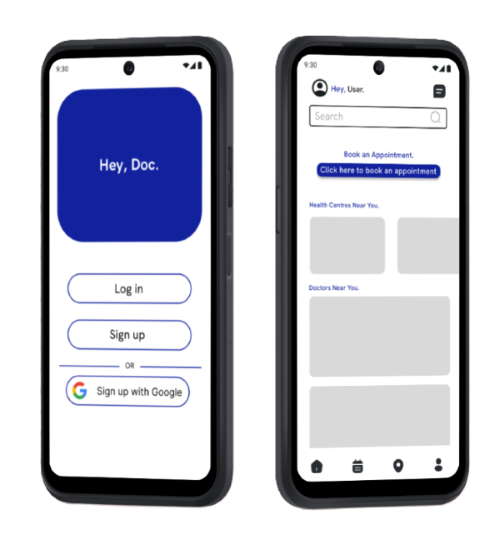 9:30
Hey, Doc.
Log in
Sign up
OR
Sign up with Google
9:30
Hey, User.
Search
Book an Appointment.
Click here to book an appointment
Health Centres Near You.
Doctors Near You.